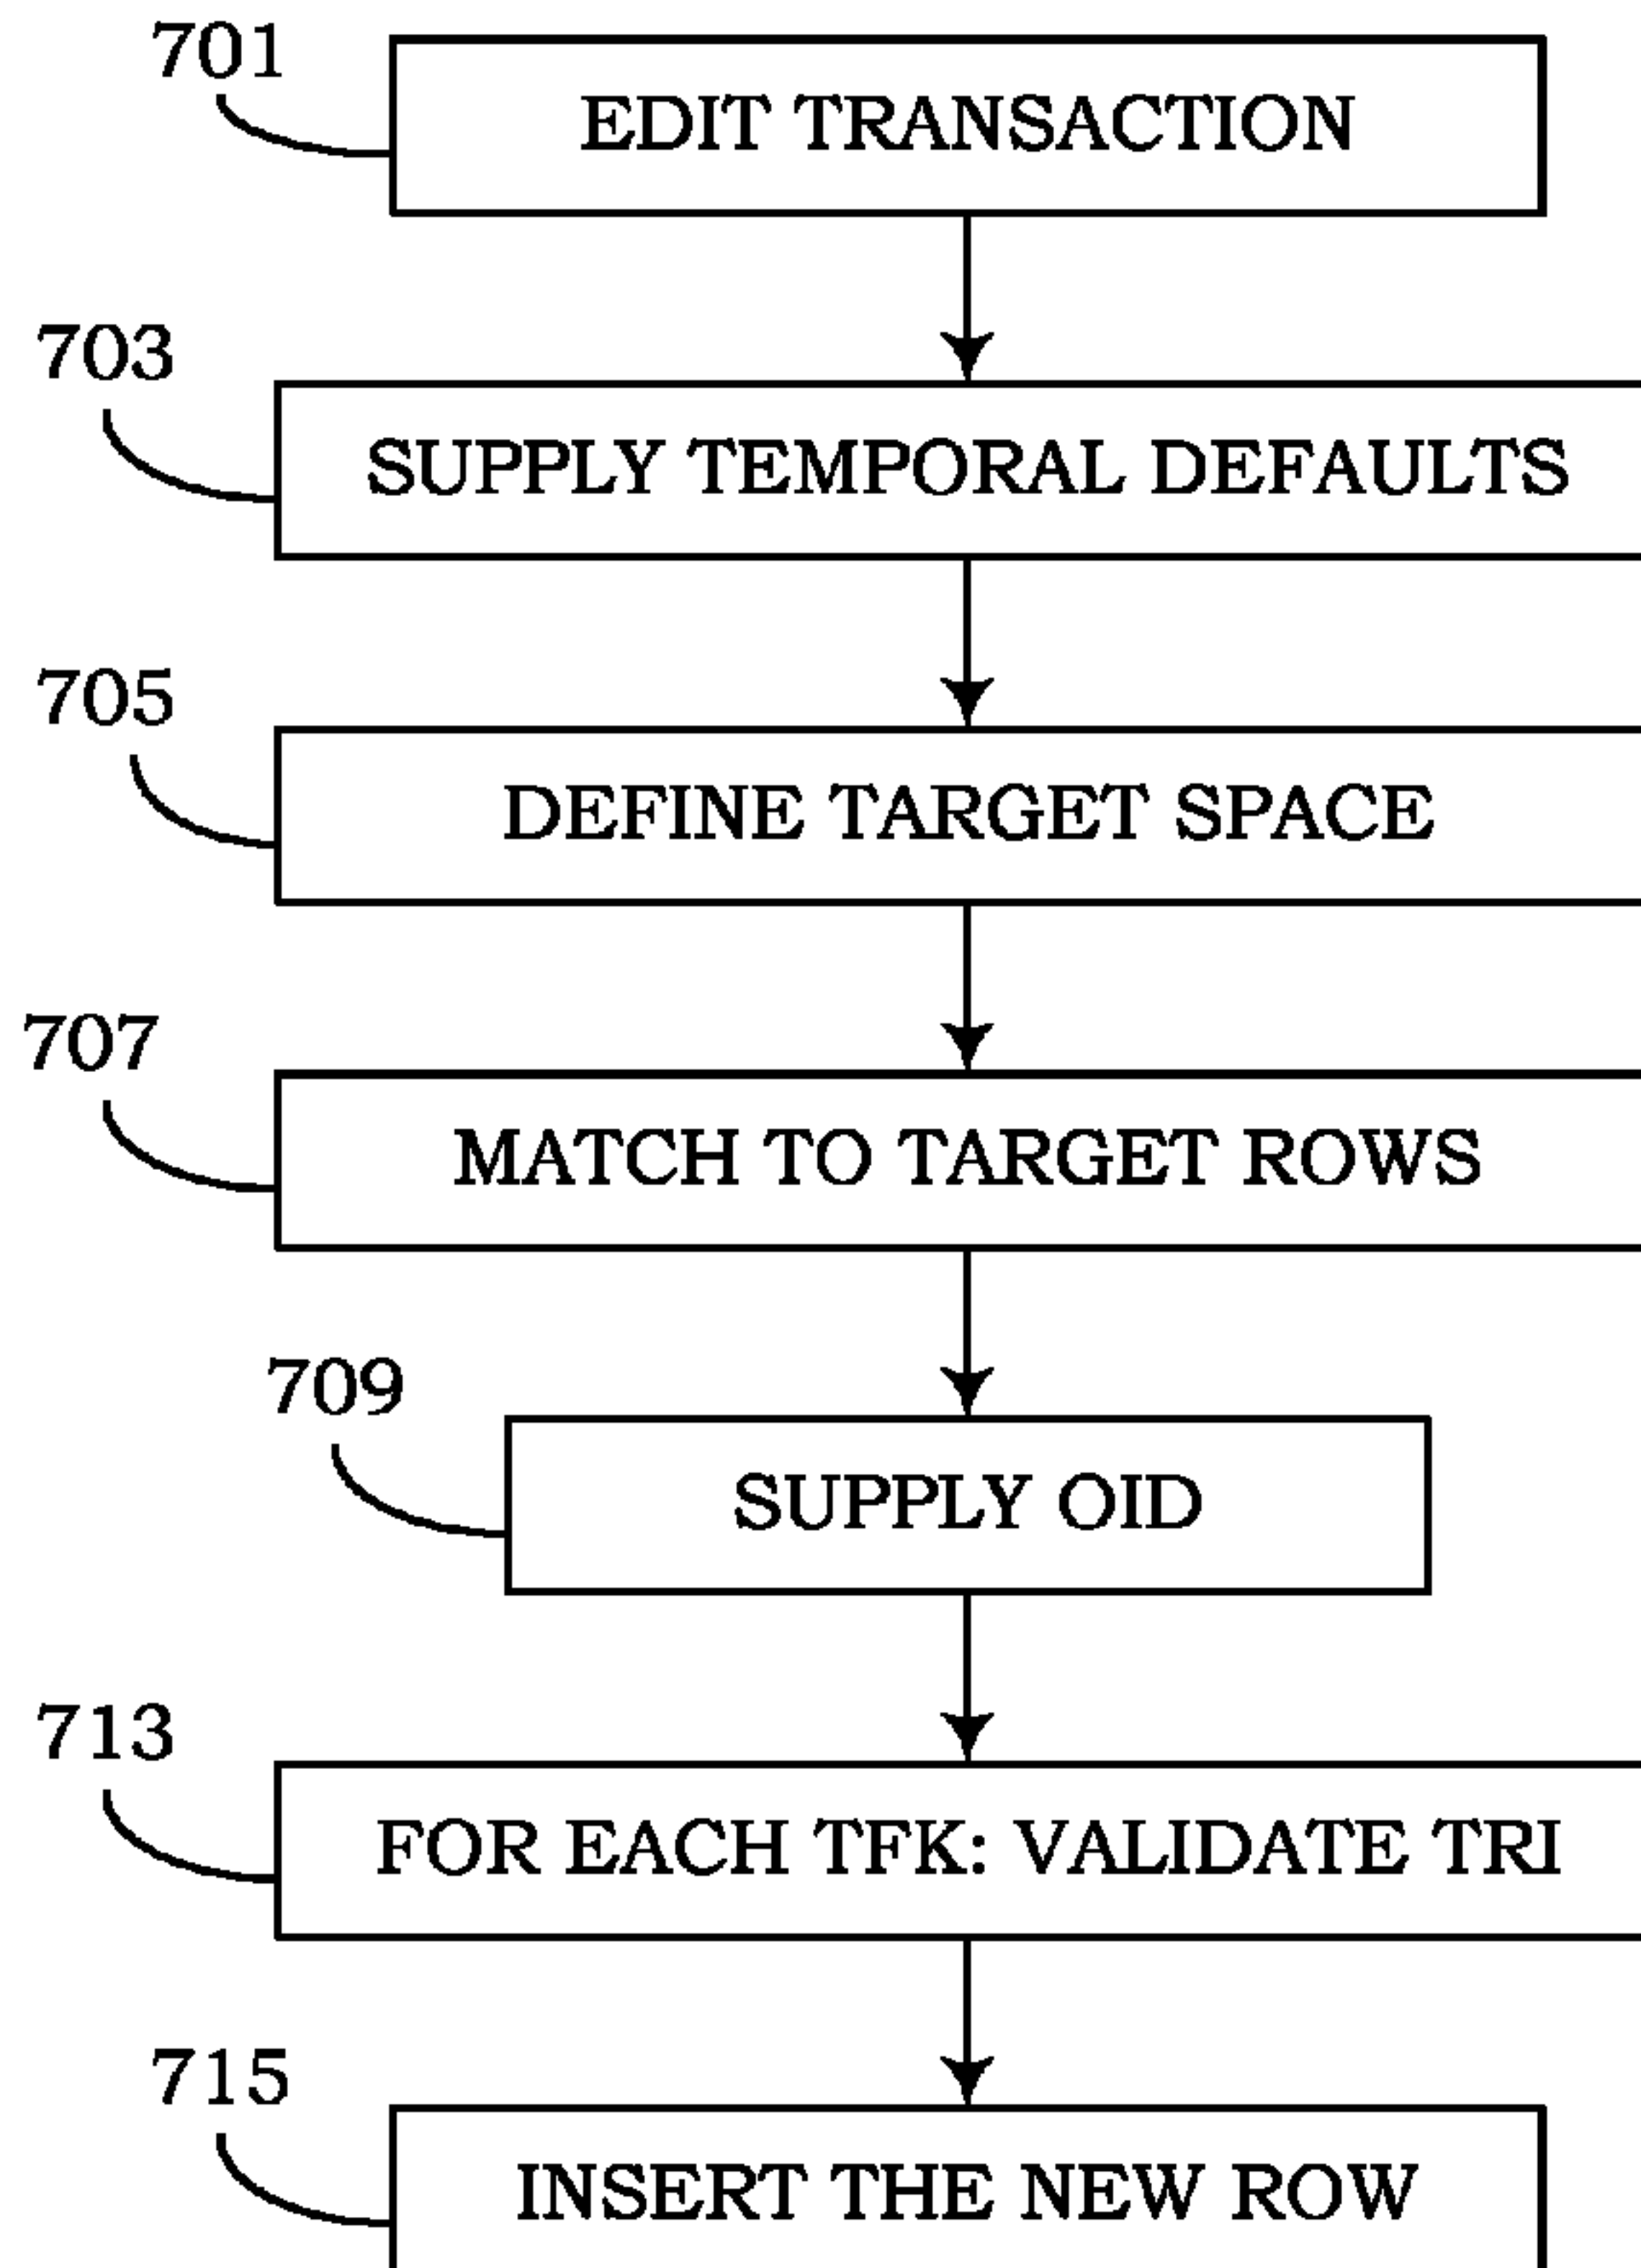 701
EDIT TRANSACTION
703
SUPPLY TEMPORAL DEFAULTS
705
DEFINE TARGET SPACE
707
MATCH TO TARGET ROWS
709
SUPPLY OID
713
FOR EACH TFK: VALIDATE TRI
715
INSERT THE NEW ROW